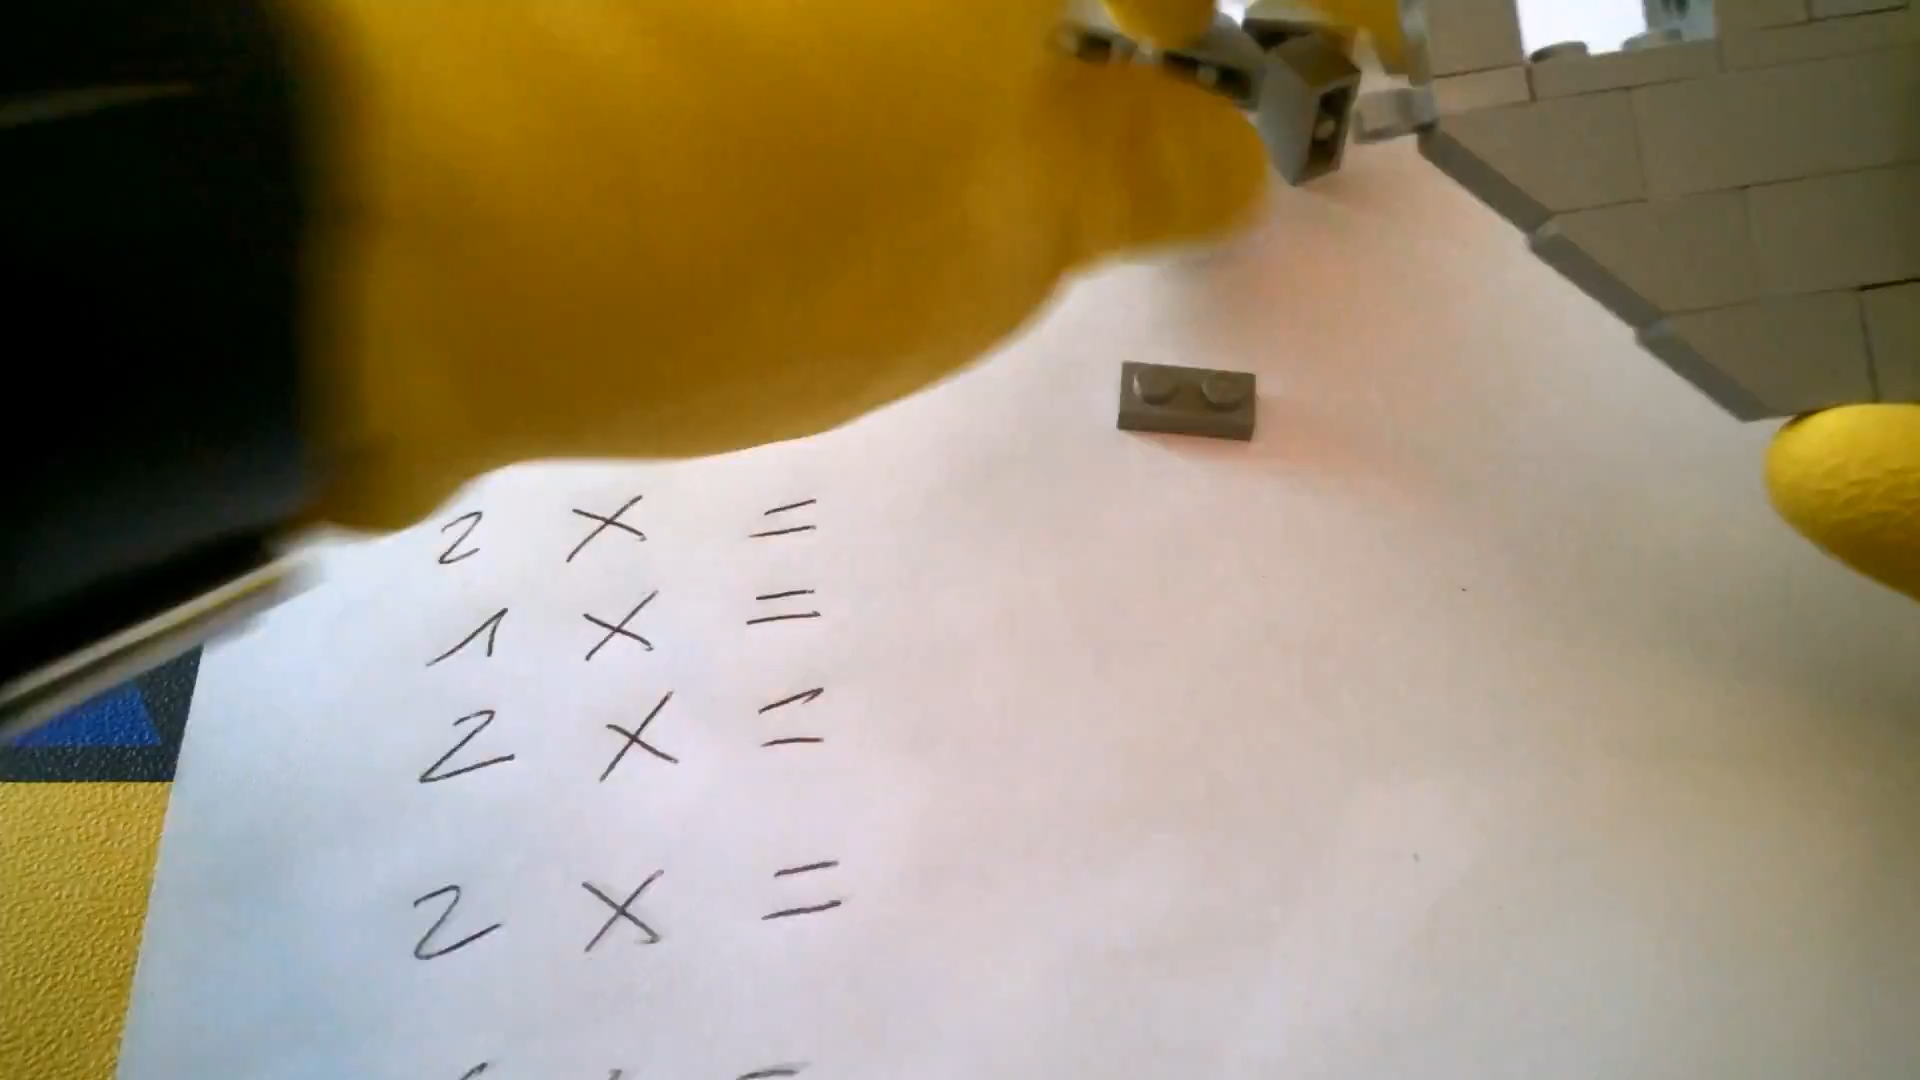 2 X =
1 X =
2 X =
2 X =